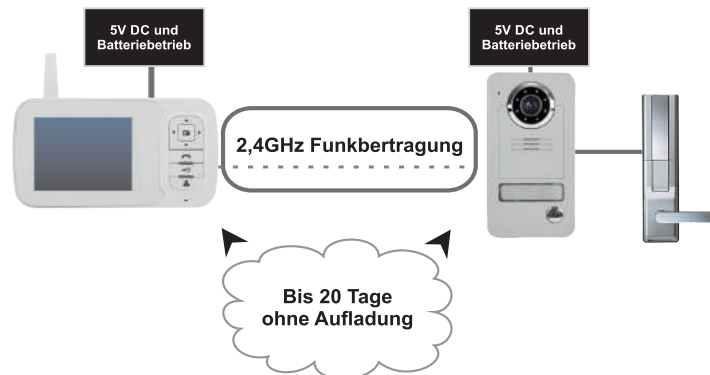 5V DC und
Batteriebetrieb
5V DC und
Batteriebetrieb
2,4GHz Funkbertragung
Bis 20 Tage
ohne Aufladung